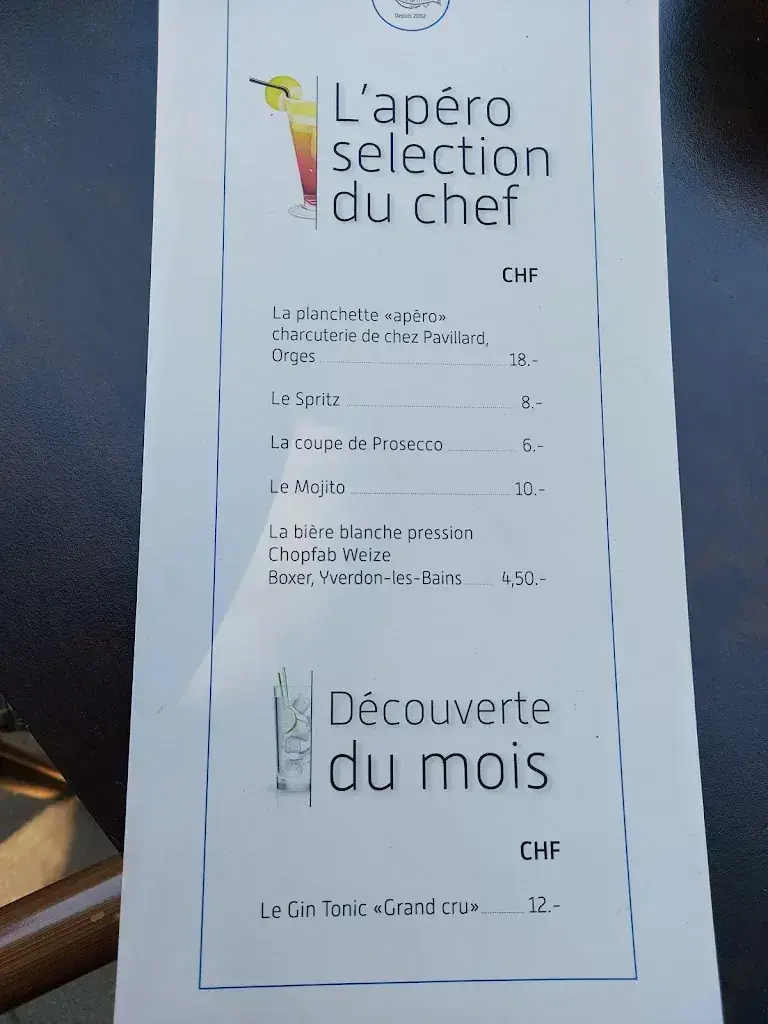 Depuis 2002
L'apéro
selection
du chef
CHF
La planchette «apéro»
charcuterie de chez Pavillard,
Orges 18.-
Le Spritz 8.-
La coupe de Prosecco 6.-
Le Mojito 10.-
La bière blanche pression
Chopfab Weize
Boxer, Yverdon-les-Bains 4,50.-
Découverte
du mois
CHF
Le Gin Tonic «Grand cru» 12.-